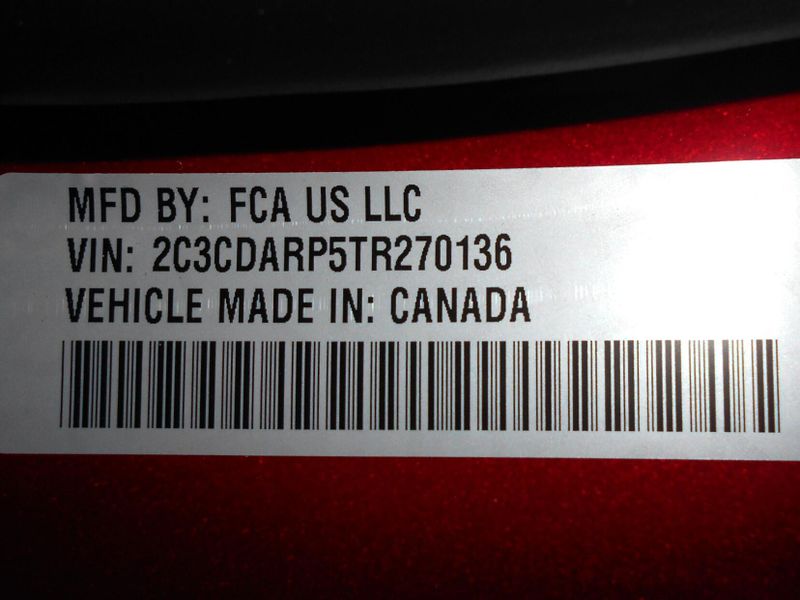 MFD BY: FCA US LLC
VIN: 2C3CDARP5TR270136
VEHICLE MADE IN: CANADA